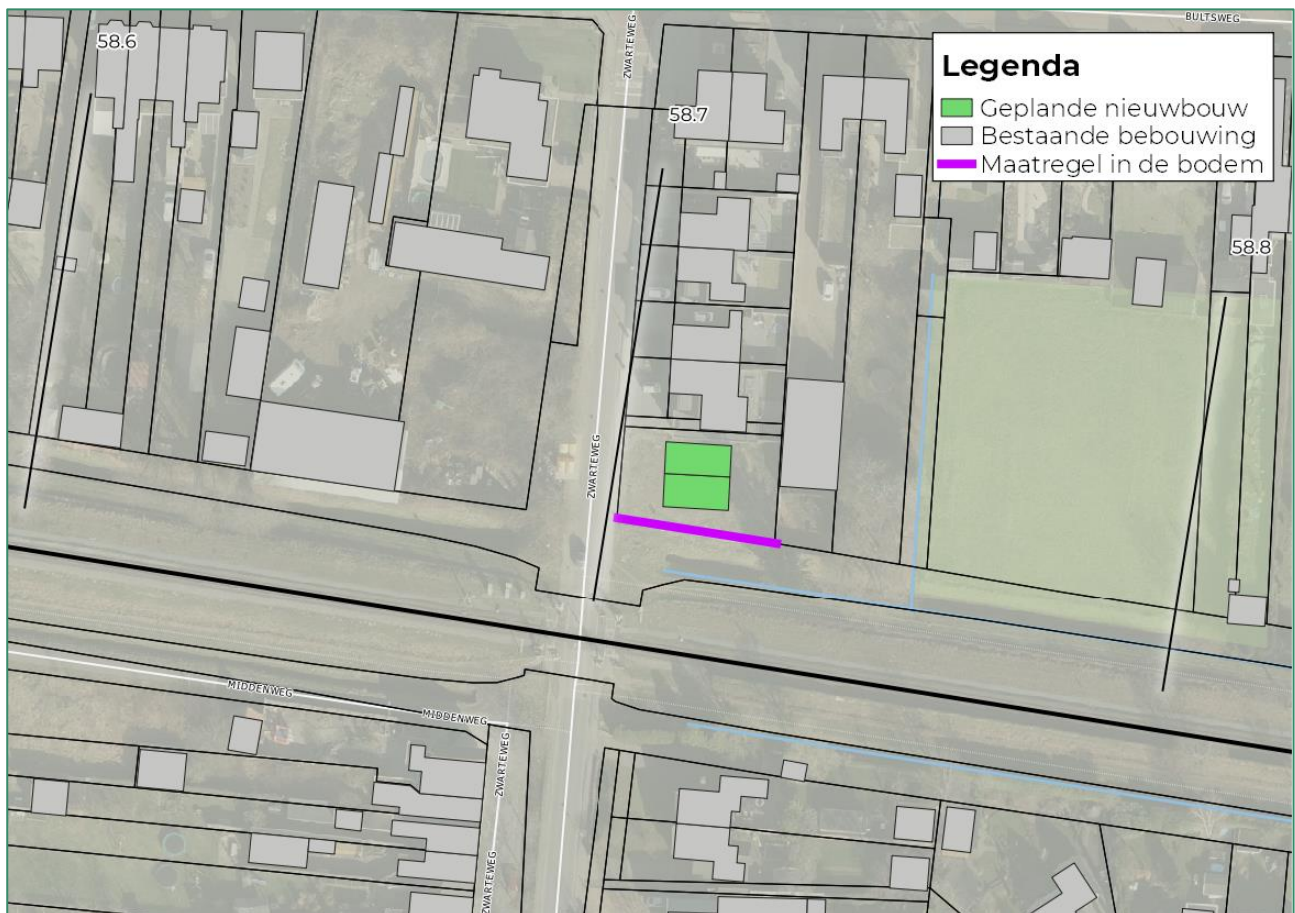 BULTSWEG
58.6
ZWARTEWEG
58.7
Legenda
Geplande nieuwbouw
Bestaande bebouwing
Maatregel in de bodem
58.8
ZWARTEWEG
MIDDENWEG
MIDDENWEG
ZWARTEWEG
ZWARTEWEG